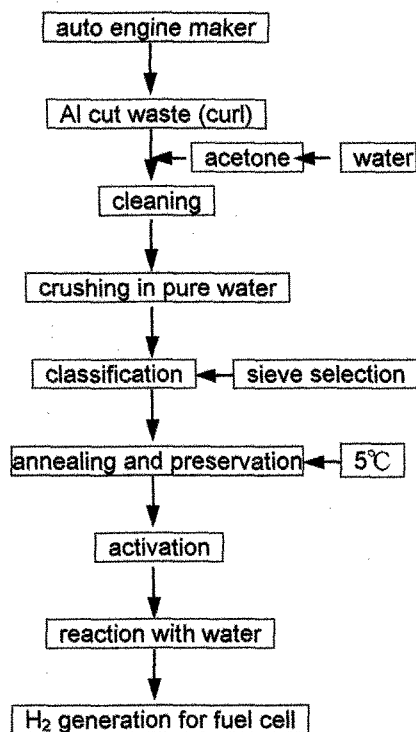 auto engine maker
Al cut waste (curl)
acetone
water
cleaning
crushing in pure water
classification
sieve selection
annealing and preservation
5℃
activation
reaction with water
H₂ generation for fuel cell